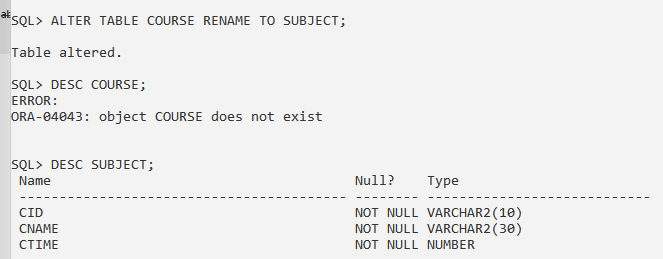 SQL> ALTER TABLE COURSE RENAME TO SUBJECT;
Table altered.
SQL> DESC COURSE;
ERROR:
ORA-04043: object COURSE does not exist
SQL> DESC SUBJECT;
Name Null? Type
----------------------------------------- -------- ----------------------------
CID NOT NULL VARCHAR2(10)
CNAME NOT NULL VARCHAR2(30)
CTIME NOT NULL NUMBER